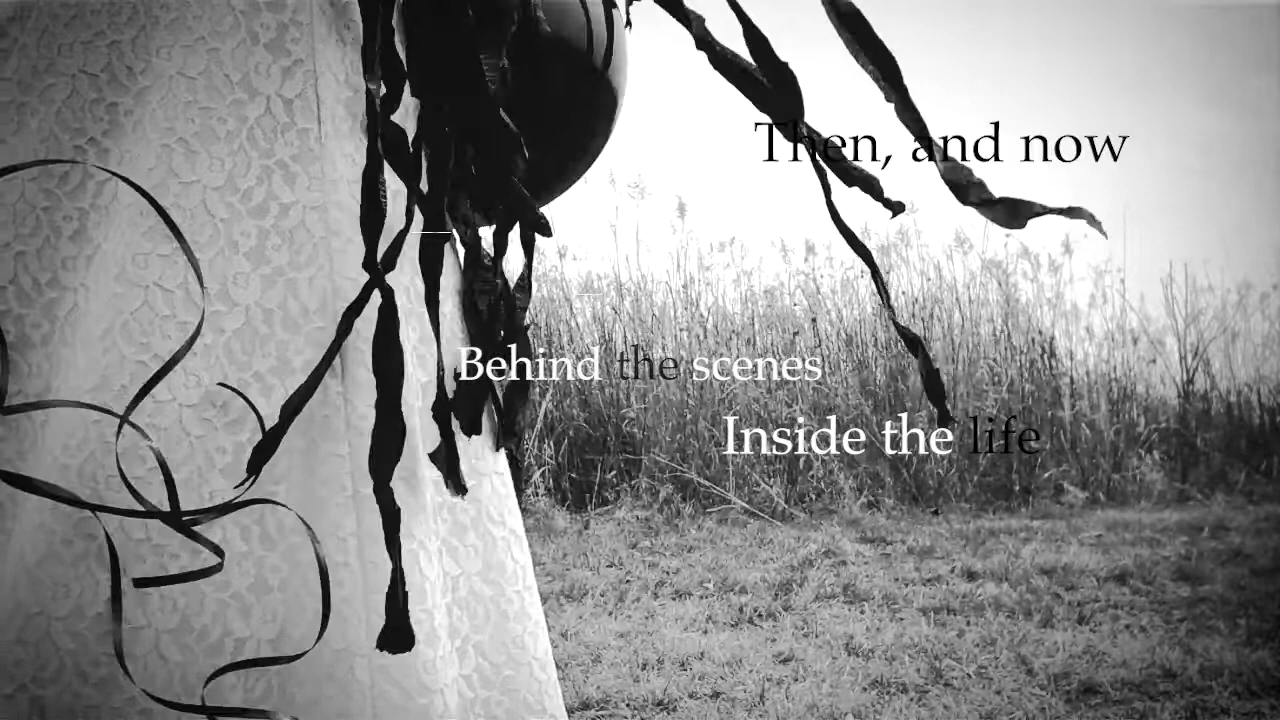 Then, and now
Behind the scenes
Inside the life